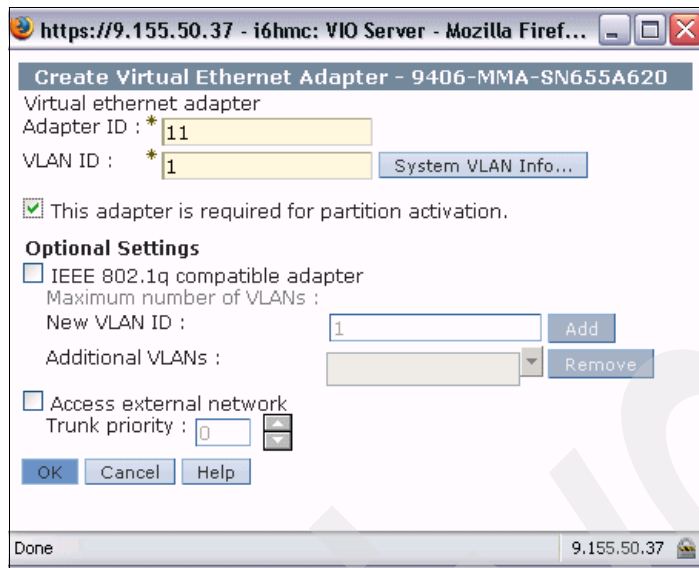 https://9.155.50.37 - i6hmc: VIO Server - Mozilla Firef...
Create Virtual Ethernet Adapter - 9406-MMA-SN655A620
Virtual ethernet adapter
Adapter ID : * 11
VLAN ID : * 1 System VLAN Info...
This adapter is required for partition activation.
Optional Settings
IEEE 802.1q compatible adapter
Maximum number of VLANs :
New VLAN ID : 1 Add
Additional VLANs : Remove
Access external network
Trunk priority : 0
OK Cancel Help
Done 9.155.50.37